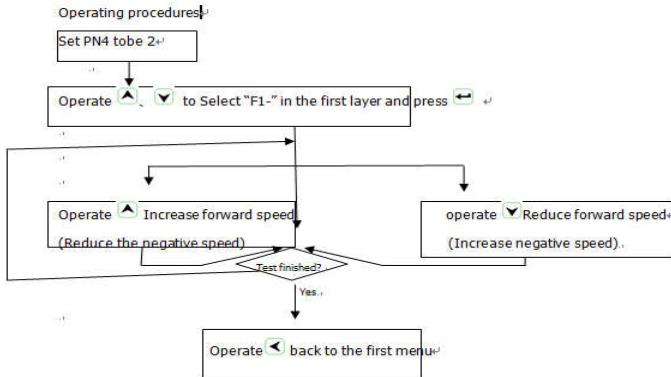 Operating procedures
Set PN4 tobe 2
Operate 、 to Select “F1-” in the first layer and press
Operate Increase forward speed
(Reduce the negative speed)
operate Reduce forward speed
(Increase negative speed).
Test finished?
Yes
Operate back to the first menu